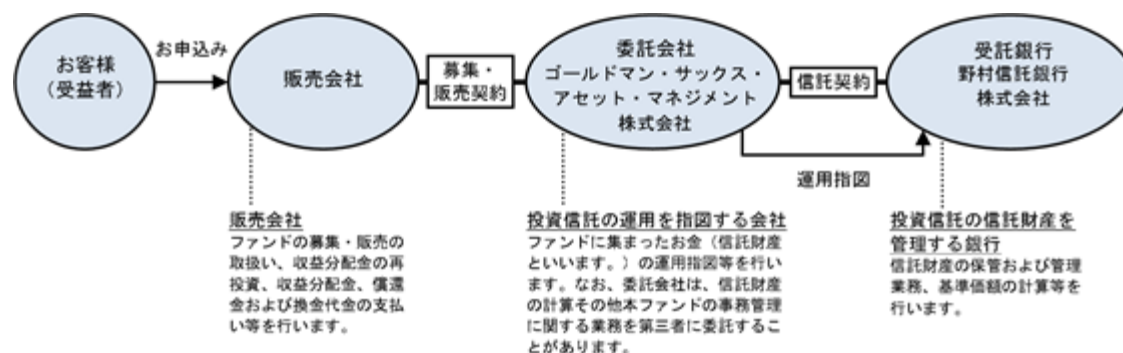 お客様
（受益者）
お申込み
販売会社
募集・
販売契約
委託会社
ゴールドマン・サックス・
アセット・マネジメント
株式会社
信託契約
受託銀行
野村信託銀行
株式会社
運用指図
販売会社
ファンドの募集・販売の
取扱い、収益分配金の再
投資、収益分配金、償還
金および換金代金の支払
い等を行います。
投資信託の運用を指図する会社
ファンドに集まったお金（信託財産
といいます。）の運用指図等を行い
ます。なお、委託会社は、信託財産
の計算その他本ファンドの事務管理
に関する業務を第三者に委託するこ
とがあります。
投資信託の信託財産を
管理する銀行
信託財産の保管および管理
業務、基準価額の計算等を
行います。